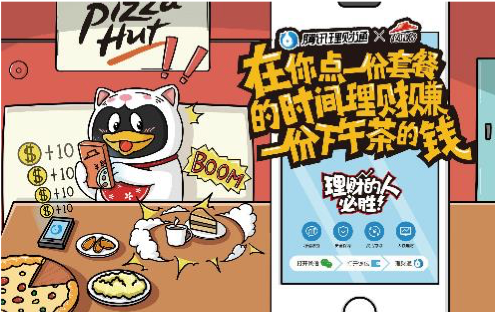 Pizza
Hut
腾讯理财通 ×
在你点一份套餐
的时间理财赚
一份下午茶的钱
+10
+10
+10
+10
BOOM
理财的人
必胜!